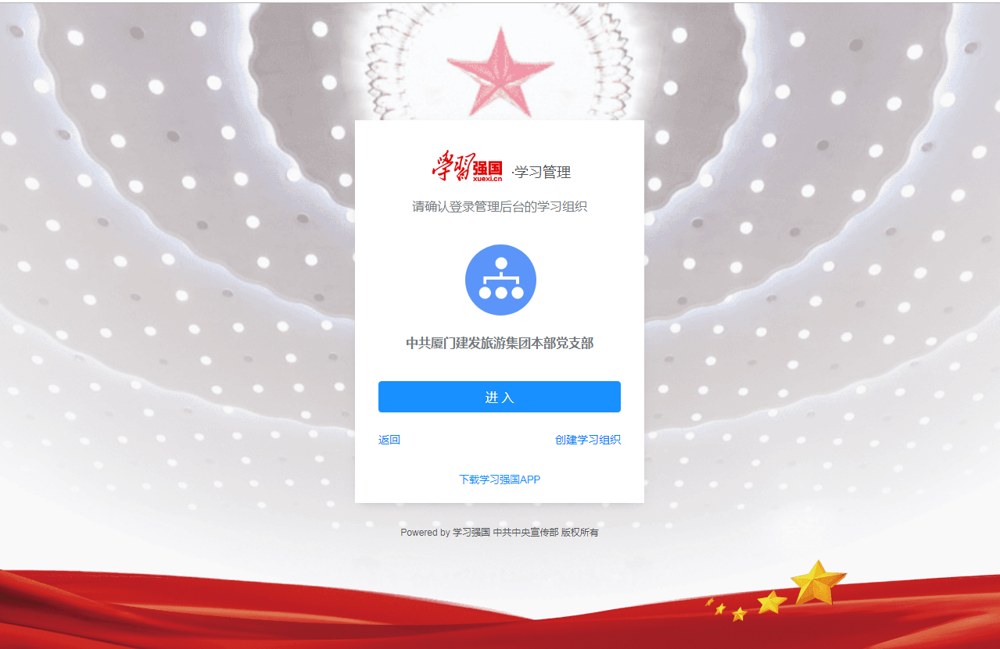 学习强国
xuexi.cn
·学习管理
请确认登录管理后台的学习组织
中共厦门建发旅游集团本部党支部
进 入
返回
创建学习组织
下载学习强国APP
Powered by 学习强国 中共中央宣传部 版权所有